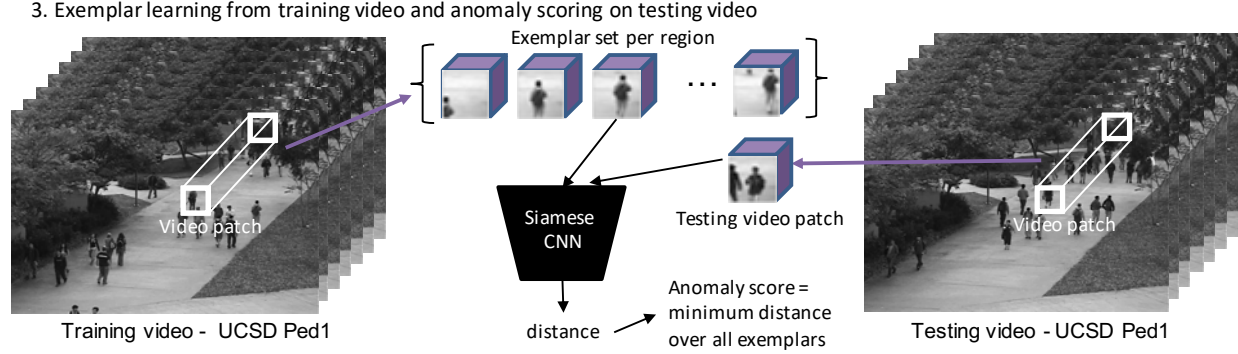 3. Exemplar learning from training video and anomaly scoring on testing video
Exemplar set per region
...
Video patch
Training video - UCSD Ped1
Siamese
CNN
Testing video patch
distance
Anomaly score =
minimum distance
over all exemplars
Video patch
Testing video - UCSD Ped1